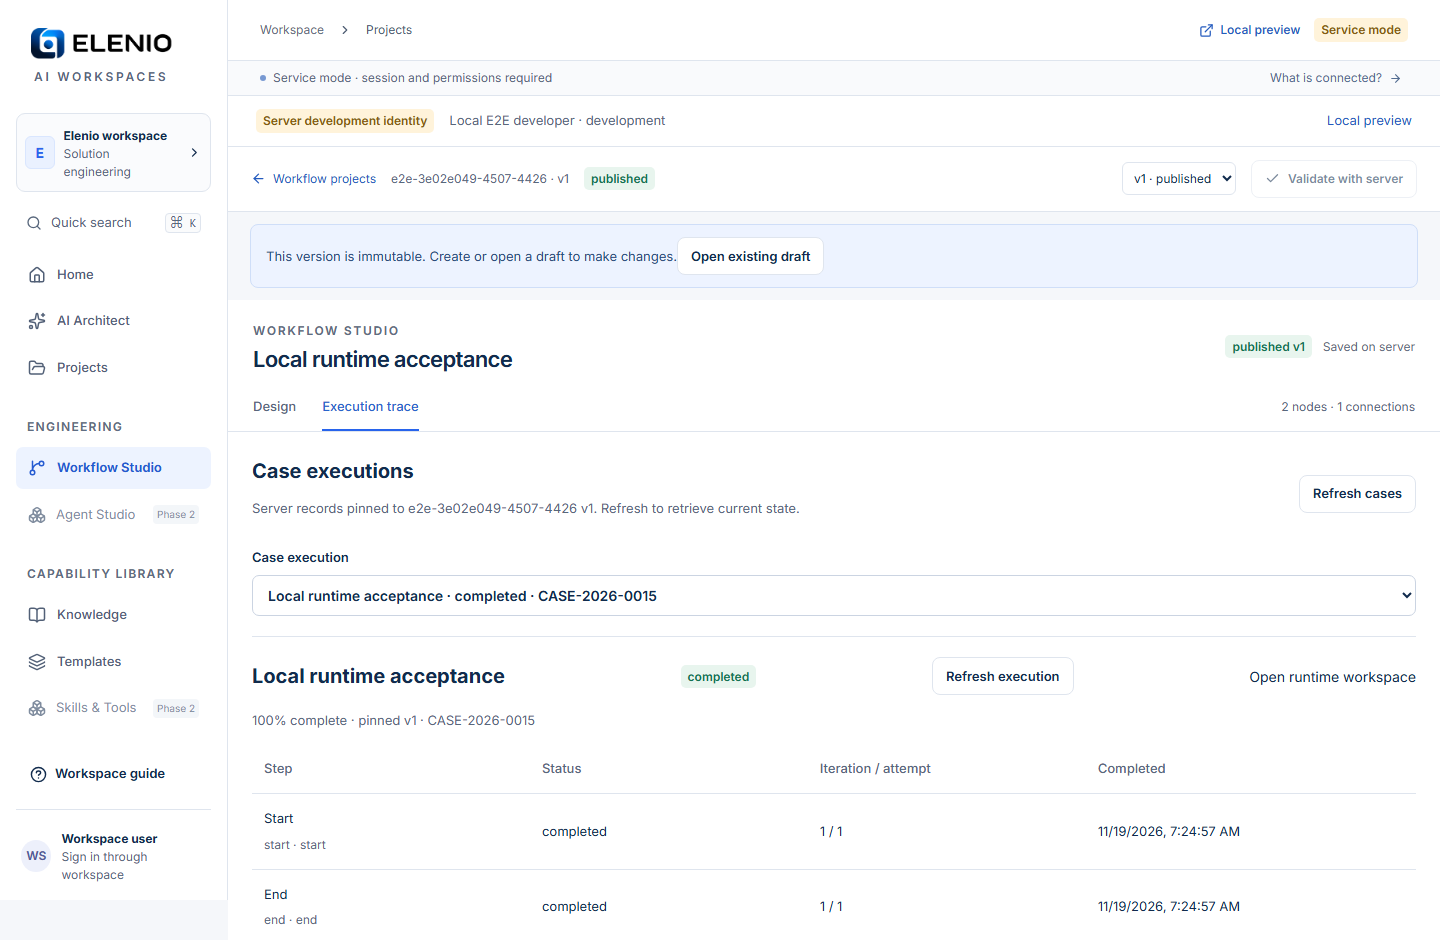 ELENIO
AI WORKSPACES
E
Elenio workspace
Solution
engineering
Quick search
⌘ K
Home
AI Architect
Projects
ENGINEERING
Workflow Studio
Agent Studio
Phase 2
CAPABILITY LIBRARY
Knowledge
Templates
Skills & Tools
Phase 2
Workspace guide
WS
Workspace user
Sign in through
workspace
Workspace
Projects
Local preview
Service mode
Service mode · session and permissions required
What is connected?
Server development identity
Local E2E developer · development
Local preview
Workflow projects
e2e-3e02e049-4507-4426 · v1
published
v1 · published
Validate with server
This version is immutable. Create or open a draft to make changes.
Open existing draft
WORKFLOW STUDIO
Local runtime acceptance
published v1
Saved on server
Design
Execution trace
2 nodes · 1 connections
Case executions
Server records pinned to e2e-3e02e049-4507-4426 v1. Refresh to retrieve current state.
Refresh cases
Case execution
Local runtime acceptance · completed · CASE-2026-0015
Local runtime acceptance
completed
Refresh execution
Open runtime workspace
100% complete · pinned v1 · CASE-2026-0015
Step
Status
Iteration / attempt
Completed
Start
start · start
completed
1 / 1
11/19/2026, 7:24:57 AM
End
end · end
completed
1 / 1
11/19/2026, 7:24:57 AM